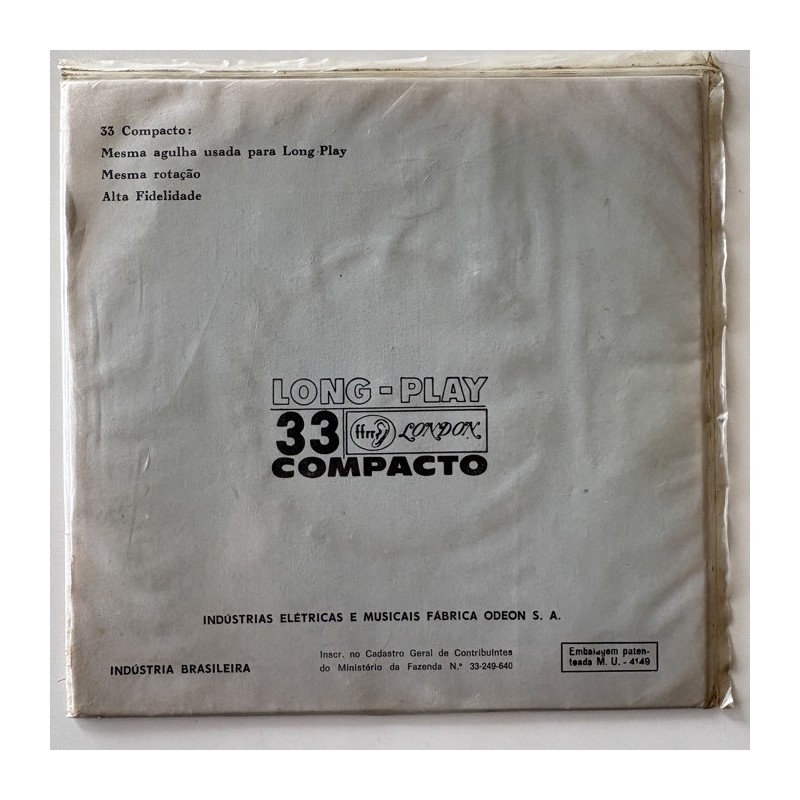 33 Compacto:
Mesma agulha usada para Long-Play
Mesma rotação
Alta Fidelidade
LONG-PLAY
33 ffrr LONDON
COMPACTO
INDÚSTRIAS ELÉTRICAS E MUSICAIS FÁBRICA ODEON S. A.
INDÚSTRIA BRASILEIRA
Inscr. no Cadastro Geral de Contribuintes
do Ministério da Fazenda N.º 33-249-640
Embalagem paten-
teada M. U. - 4149